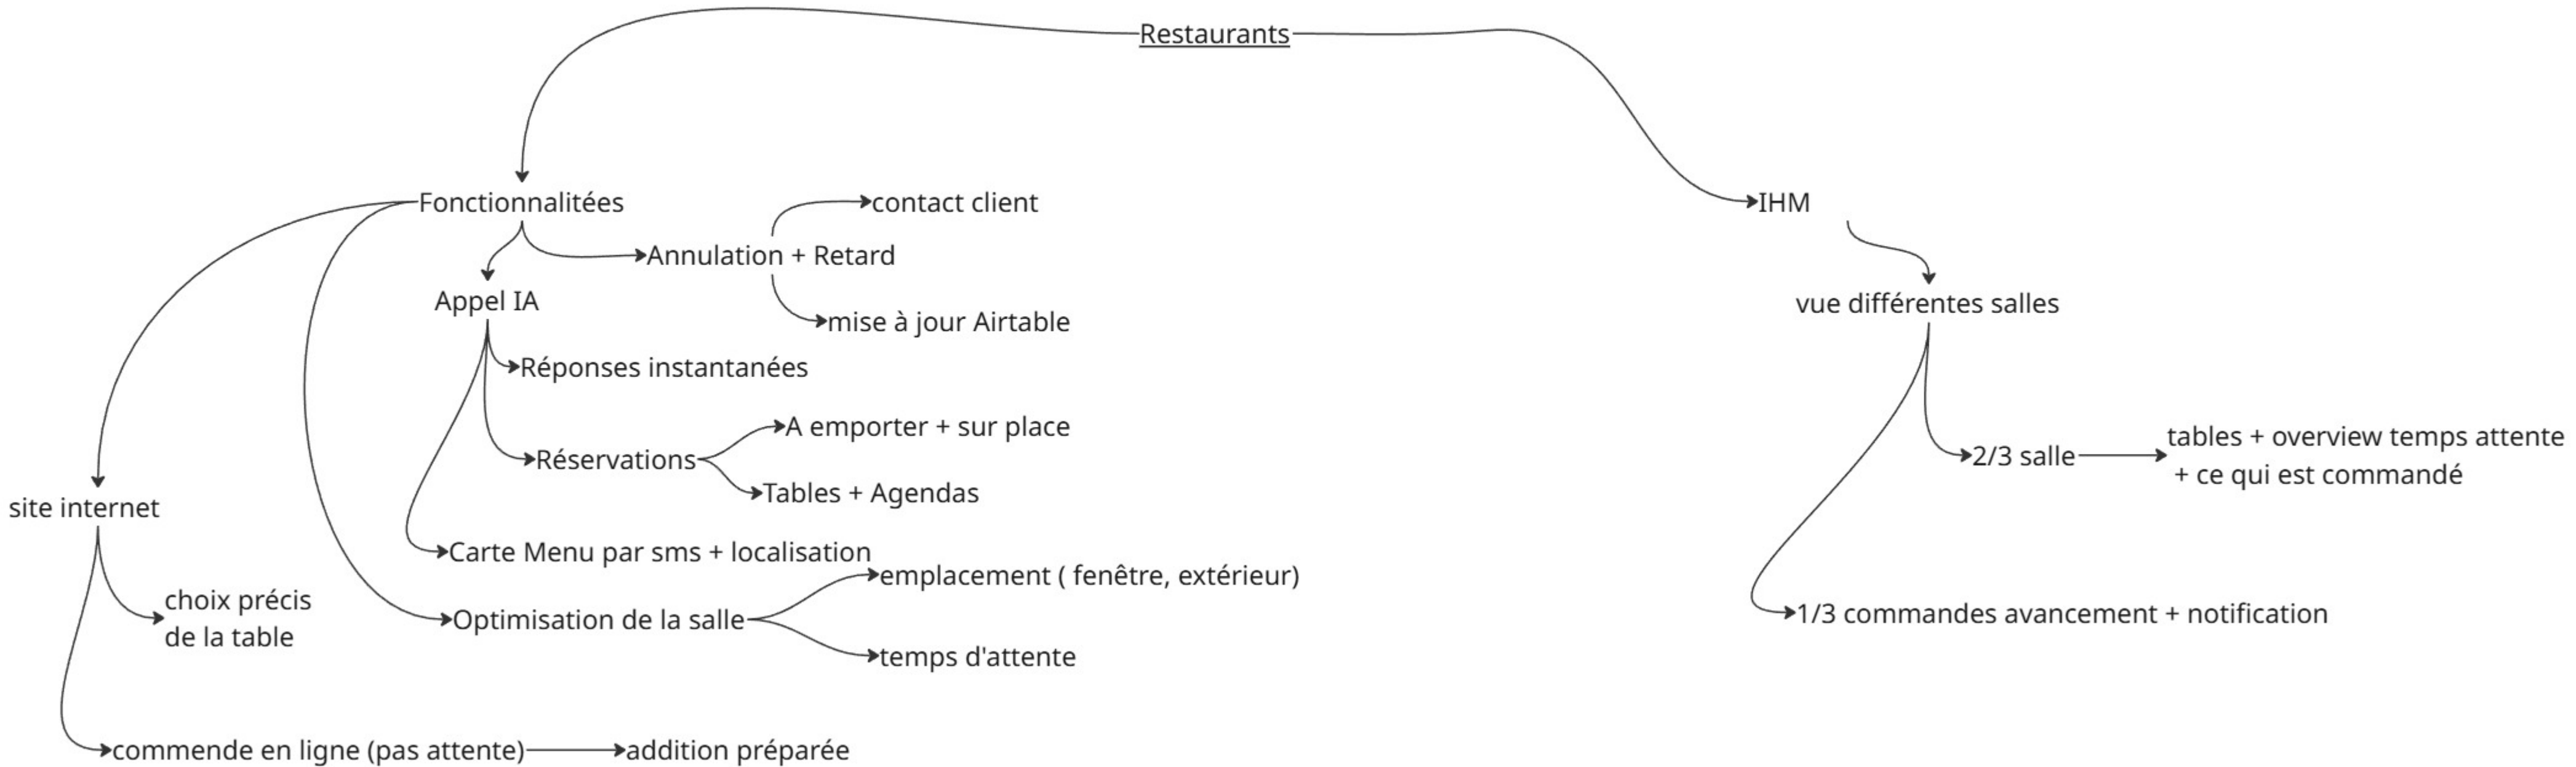 Restaurants
Fonctionnalitées
contact client
IHM
Annulation + Retard
Appel IA
vue différentes salles
mise à jour Airtable
Réponses instantanées
A emporter + sur place
Réservations
tables + overview temps attente
+ ce qui est commandé
2/3 salle
Tables + Agendas
site internet
Carte Menu par sms + localisation
emplacement ( fenêtre, extérieur)
choix précis
de la table
Optimisation de la salle
1/3 commandes avancement + notification
temps d'attente
commende en ligne (pas attente)
addition préparée